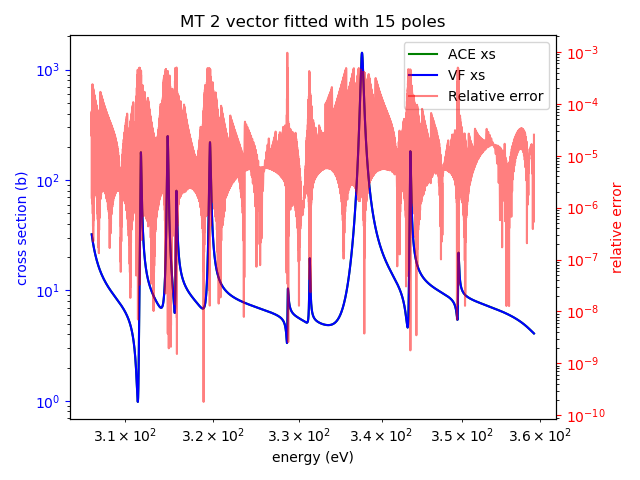 MT 2 vector fitted with 15 poles
ACE xs
VF xs
Relative error
cross section (b)
10³
10²
10¹
10⁰
10⁻³
10⁻⁴
10⁻⁵
10⁻⁶
10⁻⁷
10⁻⁸
10⁻⁹
10⁻¹⁰
relative error
3.1 × 10² 3.2 × 10² 3.3 × 10² 3.4 × 10² 3.5 × 10² 3.6 × 10²
energy (eV)